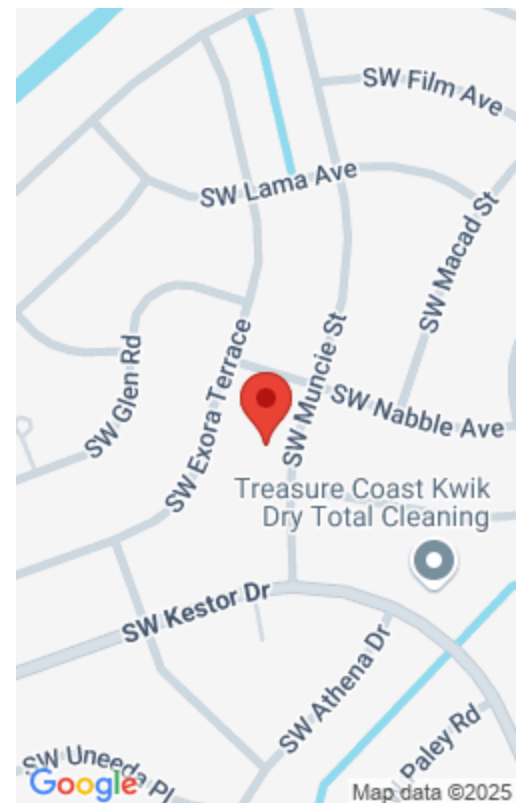 SW Film Ave
SW Lama Ave
SW Macad St
SW Muncie St
SW Glen Rd
SW Exora Terrace
SW Nabble Ave
Treasure Coast Kwik
Dry Total Cleaning
SW Kestor Dr
SW Athena Dr
Paley Rd
SW Uneeda Pl
Google
Map data ©2025